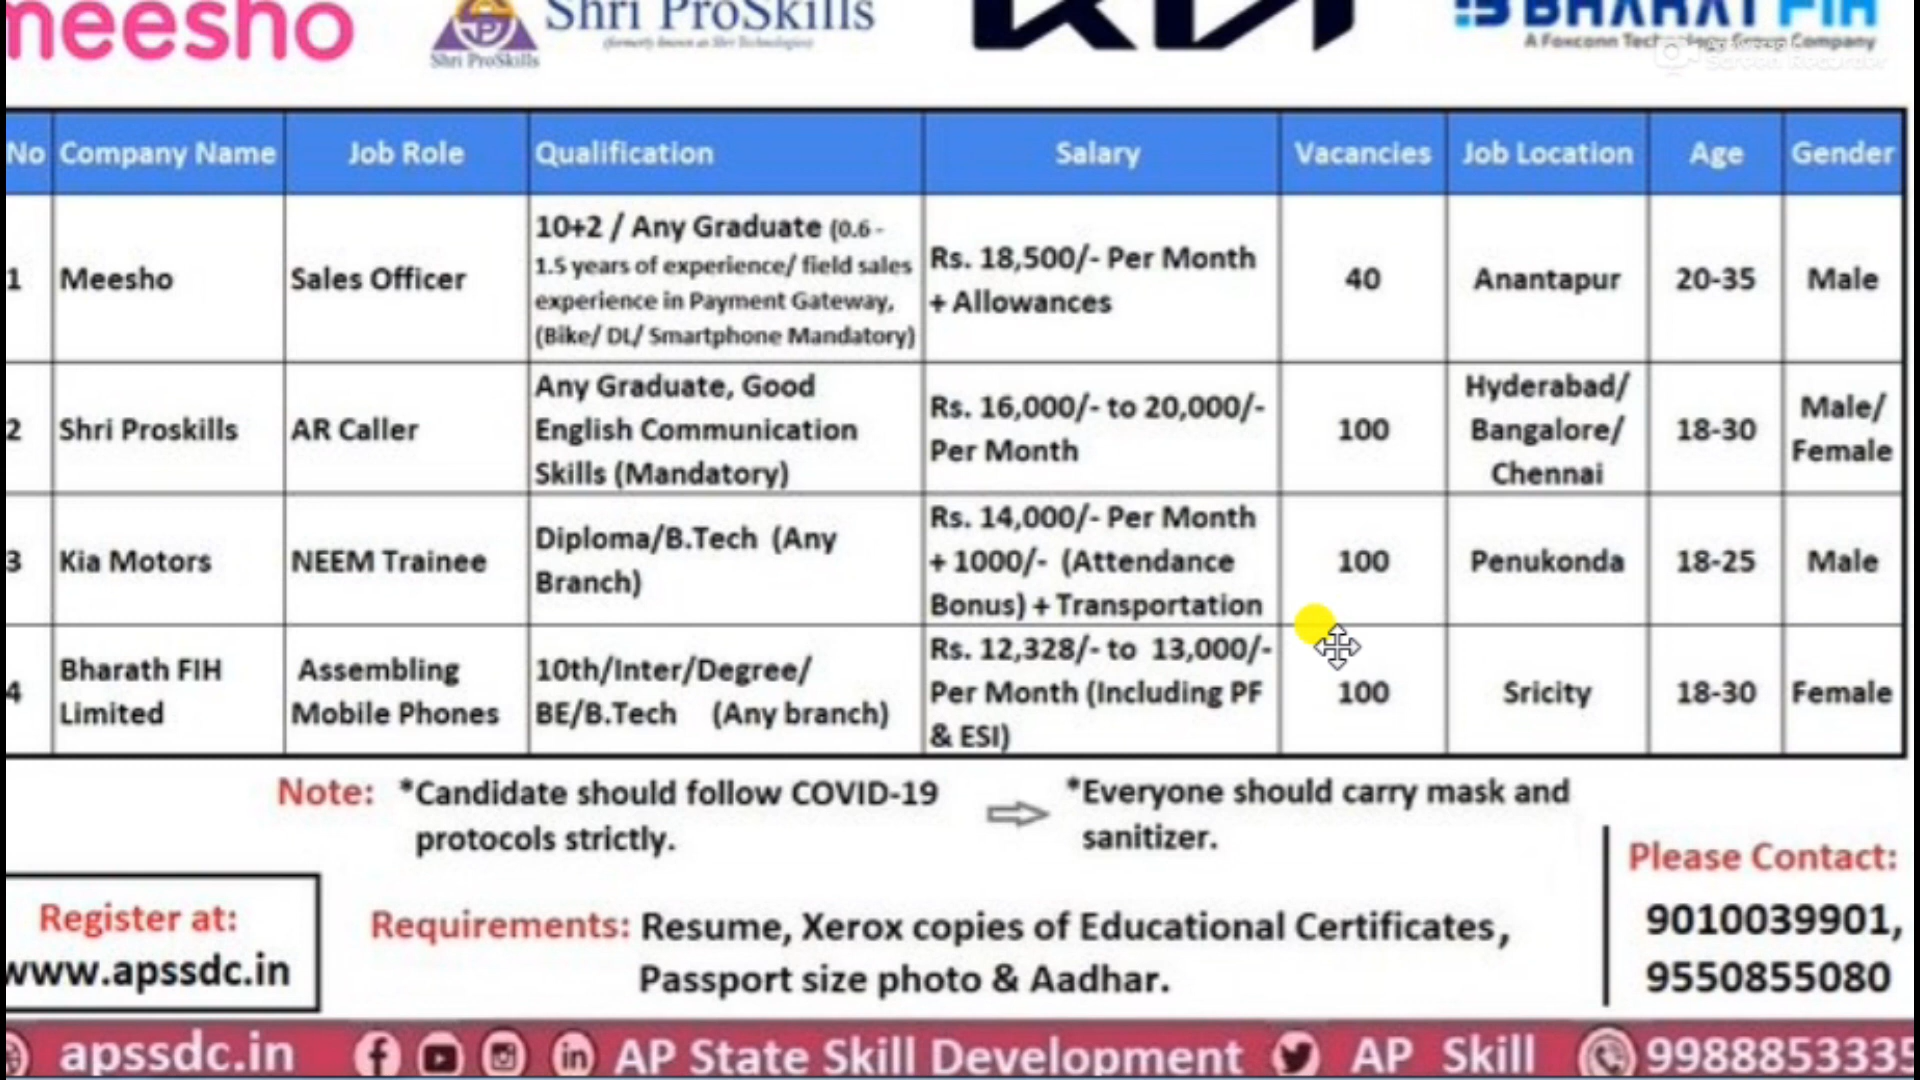 meesho
Shri ProSkills
(formerly known as Shri Technologies)
Shri ProSkills
KIA
BHARAT FIH
A Foxconn Technology Group Company
Screen Recorder
No Company Name Job Role Qualification Salary Vacancies Job Location Age Gender
1 Meesho Sales Officer 10+2 / Any Graduate (0.6 -
1.5 years of experience/ field sales
experience in Payment Gateway,
(Bike/ DL/ Smartphone Mandatory)
Rs. 18,500/- Per Month
+ Allowances
40 Anantapur 20-35 Male
2 Shri Proskills AR Caller Any Graduate, Good
English Communication
Skills (Mandatory)
Rs. 16,000/- to 20,000/-
Per Month
100
Hyderabad/
Bangalore/
Chennai
18-30
Male/
Female
3 Kia Motors NEEM Trainee Diploma/B.Tech (Any
Branch)
Rs. 14,000/- Per Month
+ 1000/- (Attendance
Bonus) + Transportation
100 Penukonda 18-25 Male
4 Bharath FIH
Limited
Assembling
Mobile Phones
10th/Inter/Degree/
BE/B.Tech (Any branch)
Rs. 12,328/- to 13,000/-
Per Month (Including PF
& ESI)
100 Sricity 18-30 Female
Note: *Candidate should follow COVID-19
protocols strictly.
*Everyone should carry mask and
sanitizer.
Register at:
www.apssdc.in
Requirements: Resume, Xerox copies of Educational Certificates,
Passport size photo & Aadhar.
Please Contact:
9010039901,
9550855080
apssdc.in AP State Skill Development AP Skill 9988853335